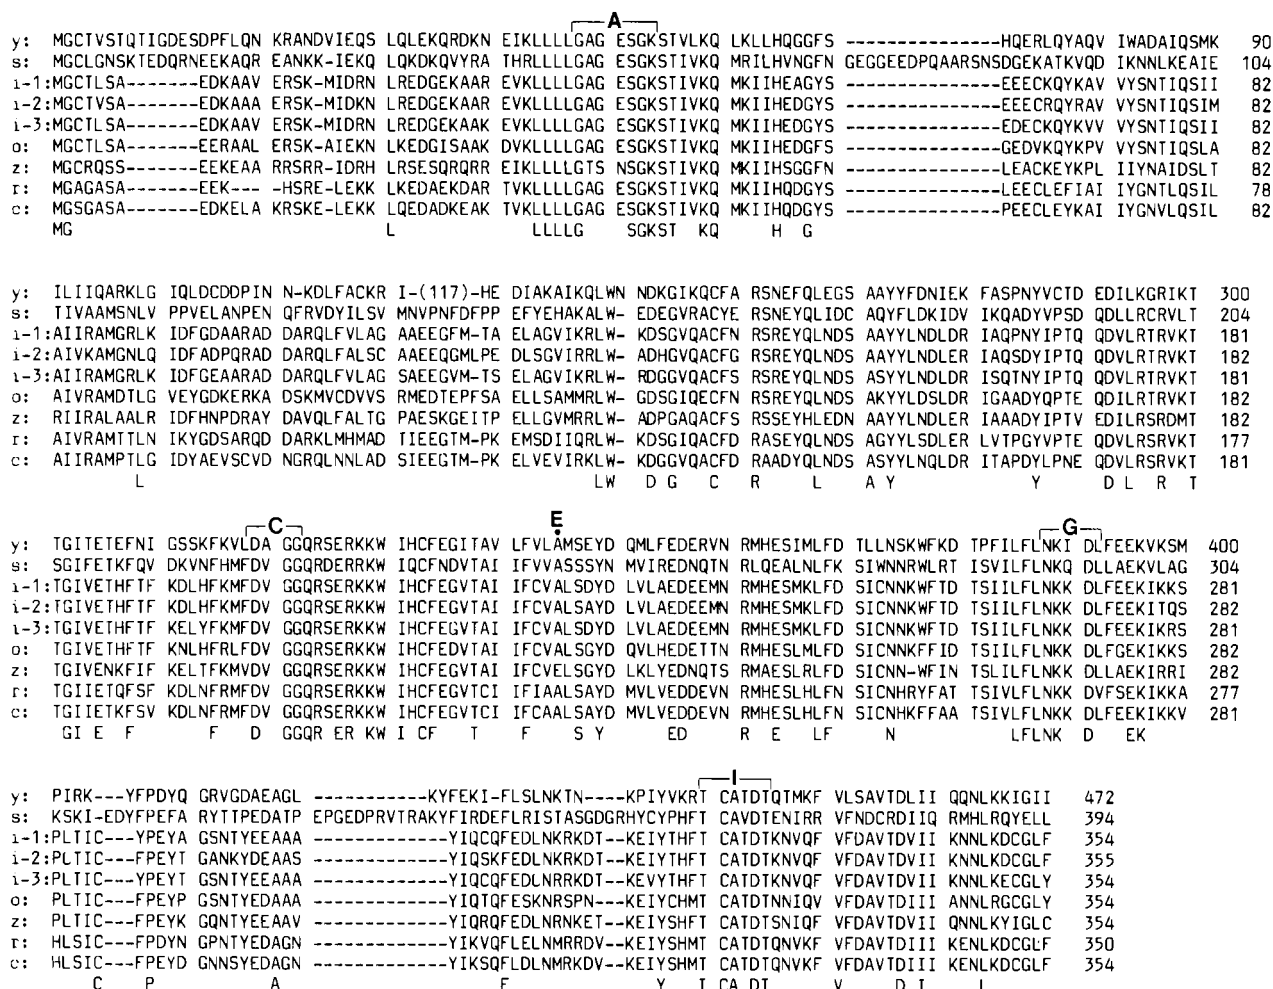 A
y: MGCTVSTQTIGDESDPFLQN KRANDVIEQS LQLEKQRDKN EIKLLLLGAG ESGKSTVLKQ LKLLHQGGFS ---------------HQERLQYAQV IWADAIQSMK 90
s: MGCLGNSKTEDQRNEEKAQR EANKK-IEKQ LQKDKQVYRA THRLLLLGAG ESGKSTIVKQ MRILHVNGFN GEGGEEDPQAARSNSDGEKATKVQD IKNNLKEAIE 104
i-1: MGCTLSA-------EDKAAV ERSK-MIDRN LREDGEKAAR EVKLLLLGAG ESGKSTIVKQ MKIIHEAGYS ---------------EEECKQYKAV VYSNTIQSII 82
i-2: MGCTVSA-------EDKAAA ERSK-MIDKN LREDGEKAAR EVKLLLLGAG ESGKSTIVKQ MKIIHEDGYS ---------------EEECRQYRAV VYSNTIQSIM 82
i-3: MGCTLSA-------EDKAAV ERSK-MIDRN LREDGEKAAK EVKLLLLGAG ESGKSTIVKQ MKIIHEDGYS ---------------EDECKQYKVV VYSNTIQSII 82
o: MGCTLSA-------EERAAL ERSK-AIEKN LKEDGISAAK DVKLLLLGAG ESGKSTIVKQ MKIIHEDGFS ---------------GEDVKQYKPV VYSNTIQSLA 82
z: MGCRQSS-------EEKEAA RRSRR-IDRH LRSESQRQRR EIKLLLLGTS NSGKSTIVKQ MKIIHSGGFN ---------------LEACKEYKPL IIYNAIDSLT 82
r: MGAGASA-------EEK---- -HSRE-LEKK LKEDAEKDAR TVKLLLLGAG ESGKSTIVKQ MKIIHQDGYS ---------------LEECLEFIAI IYGNTLQSIL 78
c: MGSGASA-------EDKELA KRSKE-LEKK LQEDADKEAK TVKLLLLGAG ESGKSTIVKQ MKIIHQDGYS ---------------PEECLEYKAI IYGNVLQSIL 82
MG L LLLLG SGKST KQ H G
y: ILIIQARKLG IQLDCDDPIN N-KDLFACKR I-(117)-HE DIAKAIKQLWN NDKGIKQCFA RSNEFQLEGS AAYYFDNIEK FASPNYVCTD EDILKGRIKT 300
s: TIVAAMSNLV PPVELANPEN QFRVDYILSV MNVPNFDFPP EFYEHAKALW- EDEGVRACYE RSNEYQLIDC AQYFLDKIDV IKQADYVPSD QDLLRCRVLT 204
i-1: AIIRAMGRLK IDFGDAARAD DARQLFVLAG AAEEGFM-TA ELAGVIKRLW- KDSGVQACFN RSREYQLNDS AAYYLNDLDR IAQPNYIPTQ QDVLRTRVKT 181
i-2: AIVKAMGNLQ IDFADPQRAD DARQLFALSC AAEEQGMLPE DLSGVIRRLW- ADHGVQACFG RSREYQLNDS AAYYLNDLER IAQSDYIPTQ QDVLRTRVKT 182
i-3: AIIRAMGRLK IDFGEAARAD DARQLFVLAG SAEEGVM-TS ELAGVIKRLW- RDGGVQACFS RSREYQLNDS ASYYLNDLDR ISQTNYIPTQ QDVLRTRVKT 181
o: AIVRAMDTLG VEYGDKERKA DSKMVCDVVS RMEDTEPFSA ELLSAMMRLW- GDSGIQECFN RSREYQLNDS AKYYLDSLDR IGAADYQPTE QDILRTRVKT 182
z: RIIRALAALR IDFHNPDRAY DAVQLFALTG PAESKGEITP ELLGVMRRLW- ADPGAQACFS RSSEYHLEDN AAYYLNDLER IAAADYIPTV EDILRSRDMT 182
r: AIVRAMTTLN IKYGDSARQD DARKLMHMAD TIEEGTM-PK EMSDIIQRLW- KDSGIQACFD RASEYQLNDS AGYYLSDLER LVTPGYVPTE QDVLRSRVKT 177
c: AIIRAMPTLG IDYAEVSCVD NGRQLNNLAD SIEEGTM-PK ELVEVIRKLW- KDGGVQACFD RAADYQLNDS ASYYLNQLDR ITAPDYLPNE QDVLRSRVKT 181
L LW D G C R L A Y Y D L R T
C E G
y: TGITETEFNI GSSKFKVLDA GGQRSERKKW IHCFEGITAV LFVLAMSEYD QMLFEDERVN RMHESIMLFD TLLNSKWFKD TPFILFLNKI DLFEEKVKSM 400
s: SGIFETKFQV DKVNFHMFDV GGQRDERRKW IQCFNDVTAI IFVVASSSYN MVIREDNQTN RLQEALNLFK SIWNNRWLRT ISVILFLNKQ DLLAEKVLAG 304
i-1: TGIVETHFTF KDLHFKMFDV GGQRSERKKW IHCFEGVTAI IFCVALSDYD LVLAEDEEMN RMHESMKLFD SICNNKWFTD TSIILFLNKK DLFEEKIKKS 281
i-2: TGIVETHFTF KDLHFKMFDV GGQRSERKKW IHCFEGVTAI IFCVALSAYD LVLAEDEEMN RMHESMKLFD SICNNKWFTD TSIILFLNKK DLFEEKITQS 282
i-3: TGIVETHFTF KELYFKMFDV GGQRSERKKW IHCFEGVTAI IFCVALSDYD LVLAEDEEMN RMHESMKLFD SICNNKWFTD TSIILFLNKK DLFEEKIKRS 281
o: TGIVETHFTF KNLHFRLFDV GGQRSERKKW IHCFEGVTAI IFCVALSGYD QVLHEDETTN RMHESLMLFD SICNNKFFID TSIILFLNKK DLFGEKIKKS 282
z: TGIVENKFIF KELTFKMVDV GGQRSERKKW IHCFEGVTAI IFCVELSGYD LKLYEDNQTS RMAESLRLFD SICNN-WFIN TSLILFLNKK DLLAEKIRRI 282
r: TGIIETQFSF KDLNFRMFDV GGQRSERKKW IHCFEGVTCI IFIAALSAYD MVLVEDDEVN RMHESLHLFN SICNHRYFAT TSIVLFLNKK DVFSEKIKKA 277
c: TGIIETKFSV KDLNFRMFDV GGQRSERKKW IHCFEGVTCI IFCAALSAYD MVLVEDDEVN RMHESLHLFN SICNHKFFAA TSIVLFLNKK DLFEEKIKKV 281
GI E F F D GGQR ER KW I CF T F S Y ED R E LF N LFLNK D EK
I
y: PIRK---YFPDYQ GRVGDAEAGL -------------KYFEKI-FLSLNKTN----KPIYVKRT CATDTQTMKF VLSAVTDLII QQNLKKIGII 472
s: KSKI-EDYFPEFA RYTTPEDATP EPGEDPRVTRAKYFIRDEFLRISTASGDGRHYCYPHFT CAVDTENIRR VFNDCRDIIQ RMHLRQYELL 394
i-1: PLTIC---YPEYA GSNTYEEAAA -------------YIQCQFEDLNKRKDT--KEIYTHFT CATDTKNVQF VFDAVTDVII KNNLKDCGLF 354
i-2: PLTIC---FPEYT GANKYDEAAS -------------YIQSKFEDLNKRKDT--KEIYTHFT CATDTKNVQF VFDAVTDVII KNNLKDCGLF 355
i-3: PLTIC---YPEYT GSNTYEEAAA -------------YIQCQFEDLNRRKDT--KEVYTHFT CATDTKNVQF VFDAVTDVII KNNLKECGLY 354
o: PLTIC---FPEYP GSNTYEDAAA -------------YIQTQFESKNRSPN---KEIYCHMT CATDTNNIQV VFDAVTDIII ANNLRGCGLY 354
z: PLTIC---FPEYK GQNTYEEAAV -------------YIQRQFEDLNRNKET--KEIYSHFT CATDTSNIQF VFDAVTDVII QNNLKYIGLC 354
r: HLSIC---FPDYN GPNTYEDAGN -------------YIKVQFLELNMRRDV--KEIYSHMT CATDTQNVKF VFDAVTDIII KENLKDCGLF 350
c: HLSIC---FPEYD GNNSYEDAGN -------------YIKSQFLDLNMRKDV--KEIYSHMT CATDTQNVKF VFDAVTDIII KENLKDCGLF 354
C P A F Y T CA DT V D I L